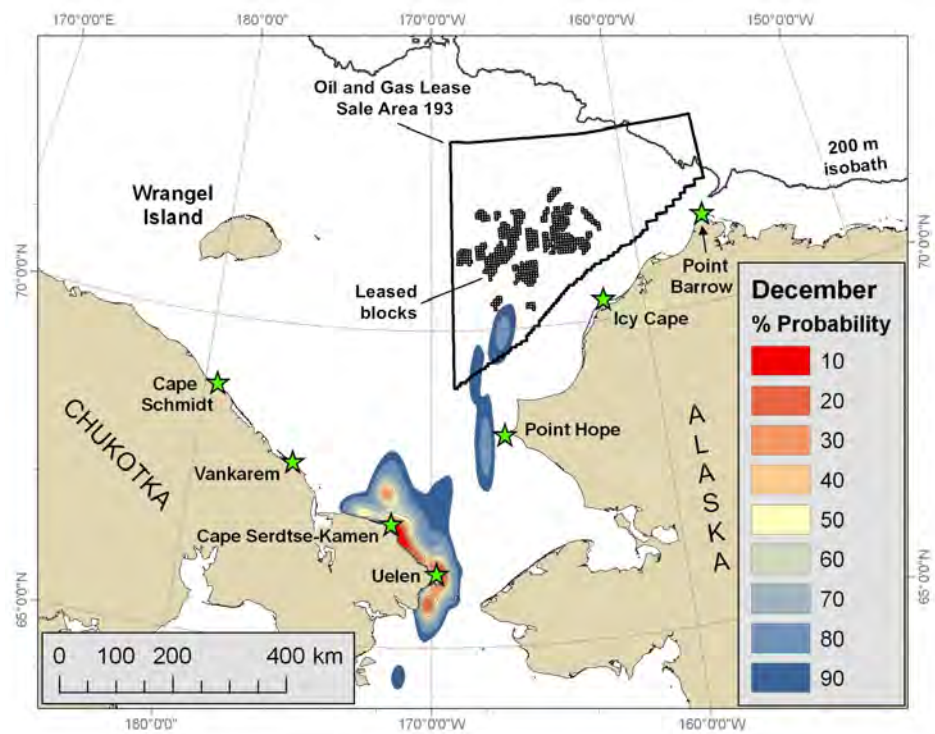 170°0'0"E
180°0'0"
170°0'0"W
160°0'0"W
150°0'0"W
Oil and Gas Lease
Sale Area 193
200 m
isobath
Wrangel
Island
70°0'0"N
70°0'0"N
Leased
blocks
Point
Barrow
Icy Cape
Cape
Schmidt
CHUKOTKA
Point Hope
ALASKA
Vankarem
Cape Serdtse-Kamen
Uelen
65°0'0"N
65°0'0"N
December
% Probability
10
20
30
40
50
60
70
80
90
0 100 200 400 km
180°0'0"
170°0'0"W
160°0'0"W